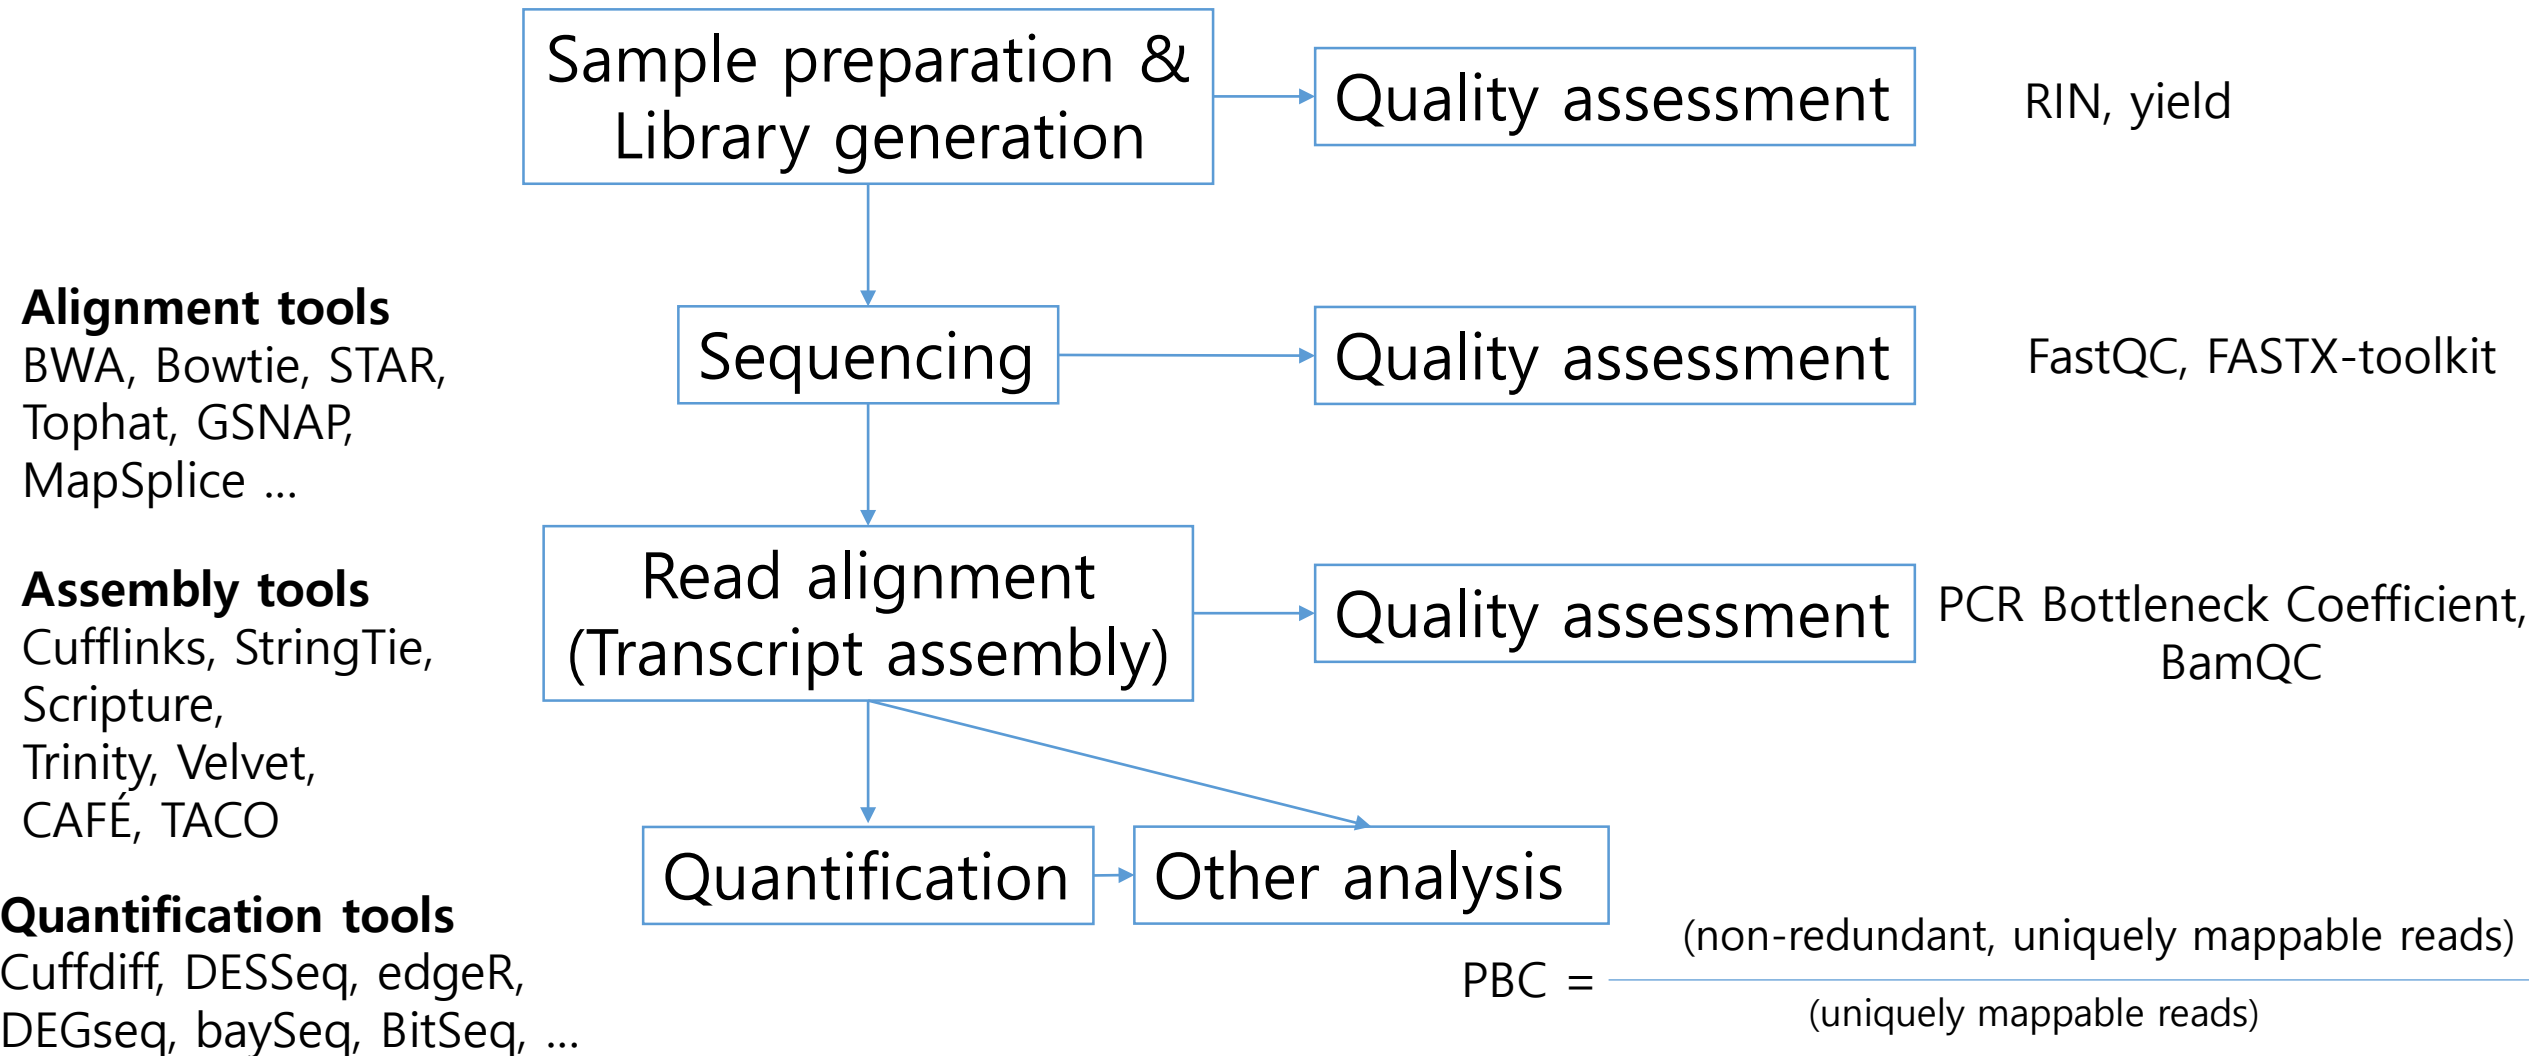 Sample preparation &
Library generation
Quality assessment
RIN, yield
Alignment tools
BWA, Bowtie, STAR,
Tophat, GSNAP,
MapSplice ...
Sequencing
Quality assessment
FastQC, FASTX-toolkit
Assembly tools
Cufflinks, StringTie,
Scripture,
Trinity, Velvet,
CAFÉ, TACO
Read alignment
(Transcript assembly)
Quality assessment
PCR Bottleneck Coefficient,
BamQC
Quantification
Other analysis
Quantification tools
Cuffdiff, DESSeq, edgeR,
DEGseq, baySeq, BitSeq, ...
(non-redundant, uniquely mappable reads)
PBC =
(uniquely mappable reads)